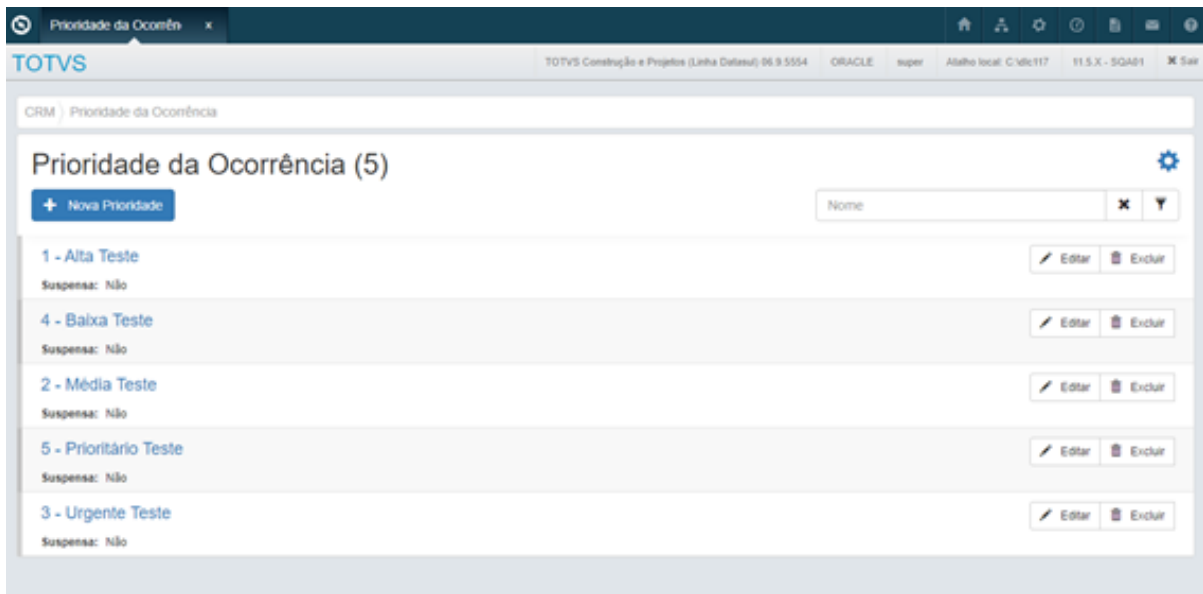 Prioridade da Ocorrên x
TOTVS
TOTVS Construção e Projetos (Linha Datasul) 06.9.5554 ORACLE super Atalho local: C:\dlc117 11.5.X - SQA01 Sair
CRM Prioridade da Ocorrência
Prioridade da Ocorrência (5)
Nova Prioridade
Nome
1 - Alta Teste
Editar Excluir
Suspensa: Não
4 - Baixa Teste
Editar Excluir
Suspensa: Não
2 - Média Teste
Editar Excluir
Suspensa: Não
5 - Prioritário Teste
Editar Excluir
Suspensa: Não
3 - Urgente Teste
Editar Excluir
Suspensa: Não